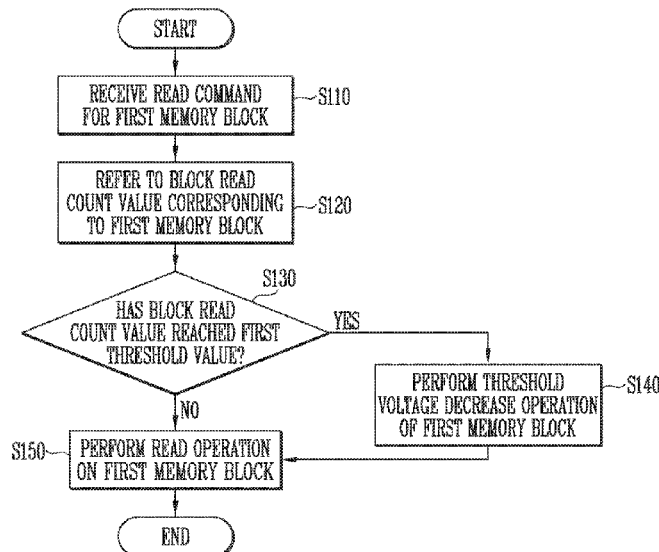 START
RECEIVE READ COMMAND
FOR FIRST MEMORY BLOCK
S110
REFER TO BLOCK READ
COUNT VALUE CORRESPONDING
TO FIRST MEMORY BLOCK
S120
S130
HAS BLOCK READ
COUNT VALUE REACHED FIRST
THRESHOLD VALUE?
YES
PERFORM THRESHOLD
VOLTAGE DECREASE OPERATION
OF FIRST MEMORY BLOCK
S140
NO
S150
PERFORM READ OPERATION
ON FIRST MEMORY BLOCK
END